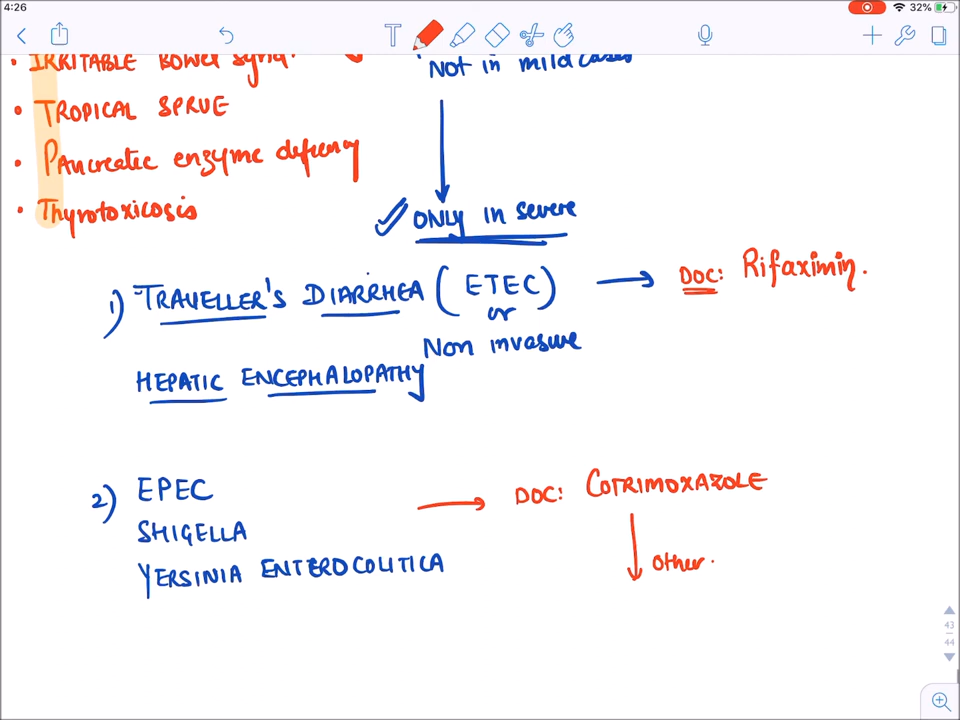 4:26
32%
T
• IRRITABLE Bowel synd.
• TROPICAL SPRUE
• Pancreatic enzyme deficiency
• Thyrotoxicosis
Not in mild cases
ONLY in severe
1) TRAVELLER'S DIARRHEA (ETEC) → DOC: Rifaximin.
or
Non invasive
HEPATIC ENCEPHALOPATHY
2) EPEC → DOC: COTRIMOXAZOLE
SHIGELLA
YERSINIA ENTEROCOLITICA
Other.
43
44